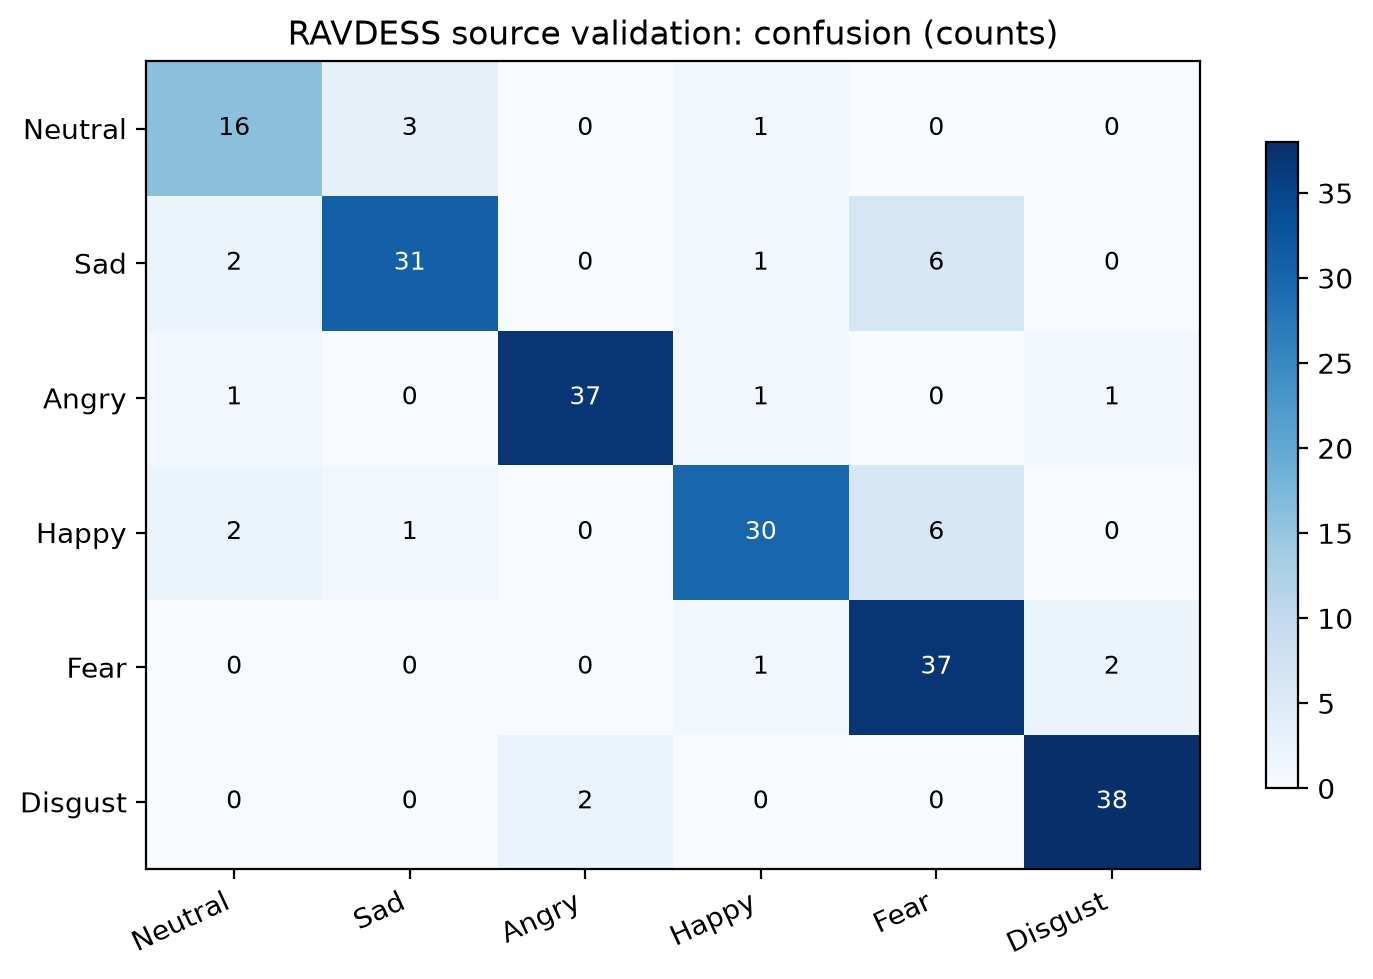 RAVDESS source validation: confusion (counts)
Neutral 16 3 0 1 0 0
Sad 2 31 0 1 6 0
Angry 1 0 37 1 0 1
Happy 2 1 0 30 6 0
Fear 0 0 0 1 37 2
Disgust 0 0 2 0 0 38
Neutral Sad Angry Happy Fear Disgust
35
30
25
20
15
10
5
0